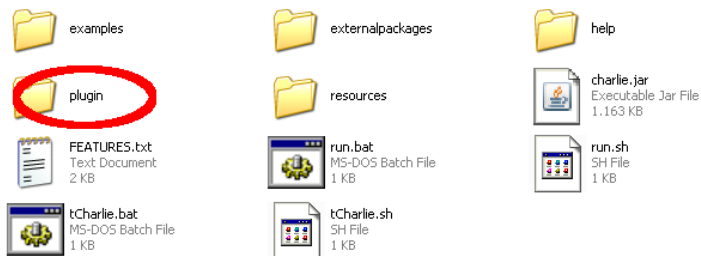 examples
externalpackages
help
plugin
resources
charlie.jar
Executable Jar File
1.163 KB
FEATURES.txt
Text Document
2 KB
run.bat
MS-DOS Batch File
1 KB
run.sh
SH File
1 KB
tCharlie.bat
MS-DOS Batch File
1 KB
tCharlie.sh
SH File
1 KB